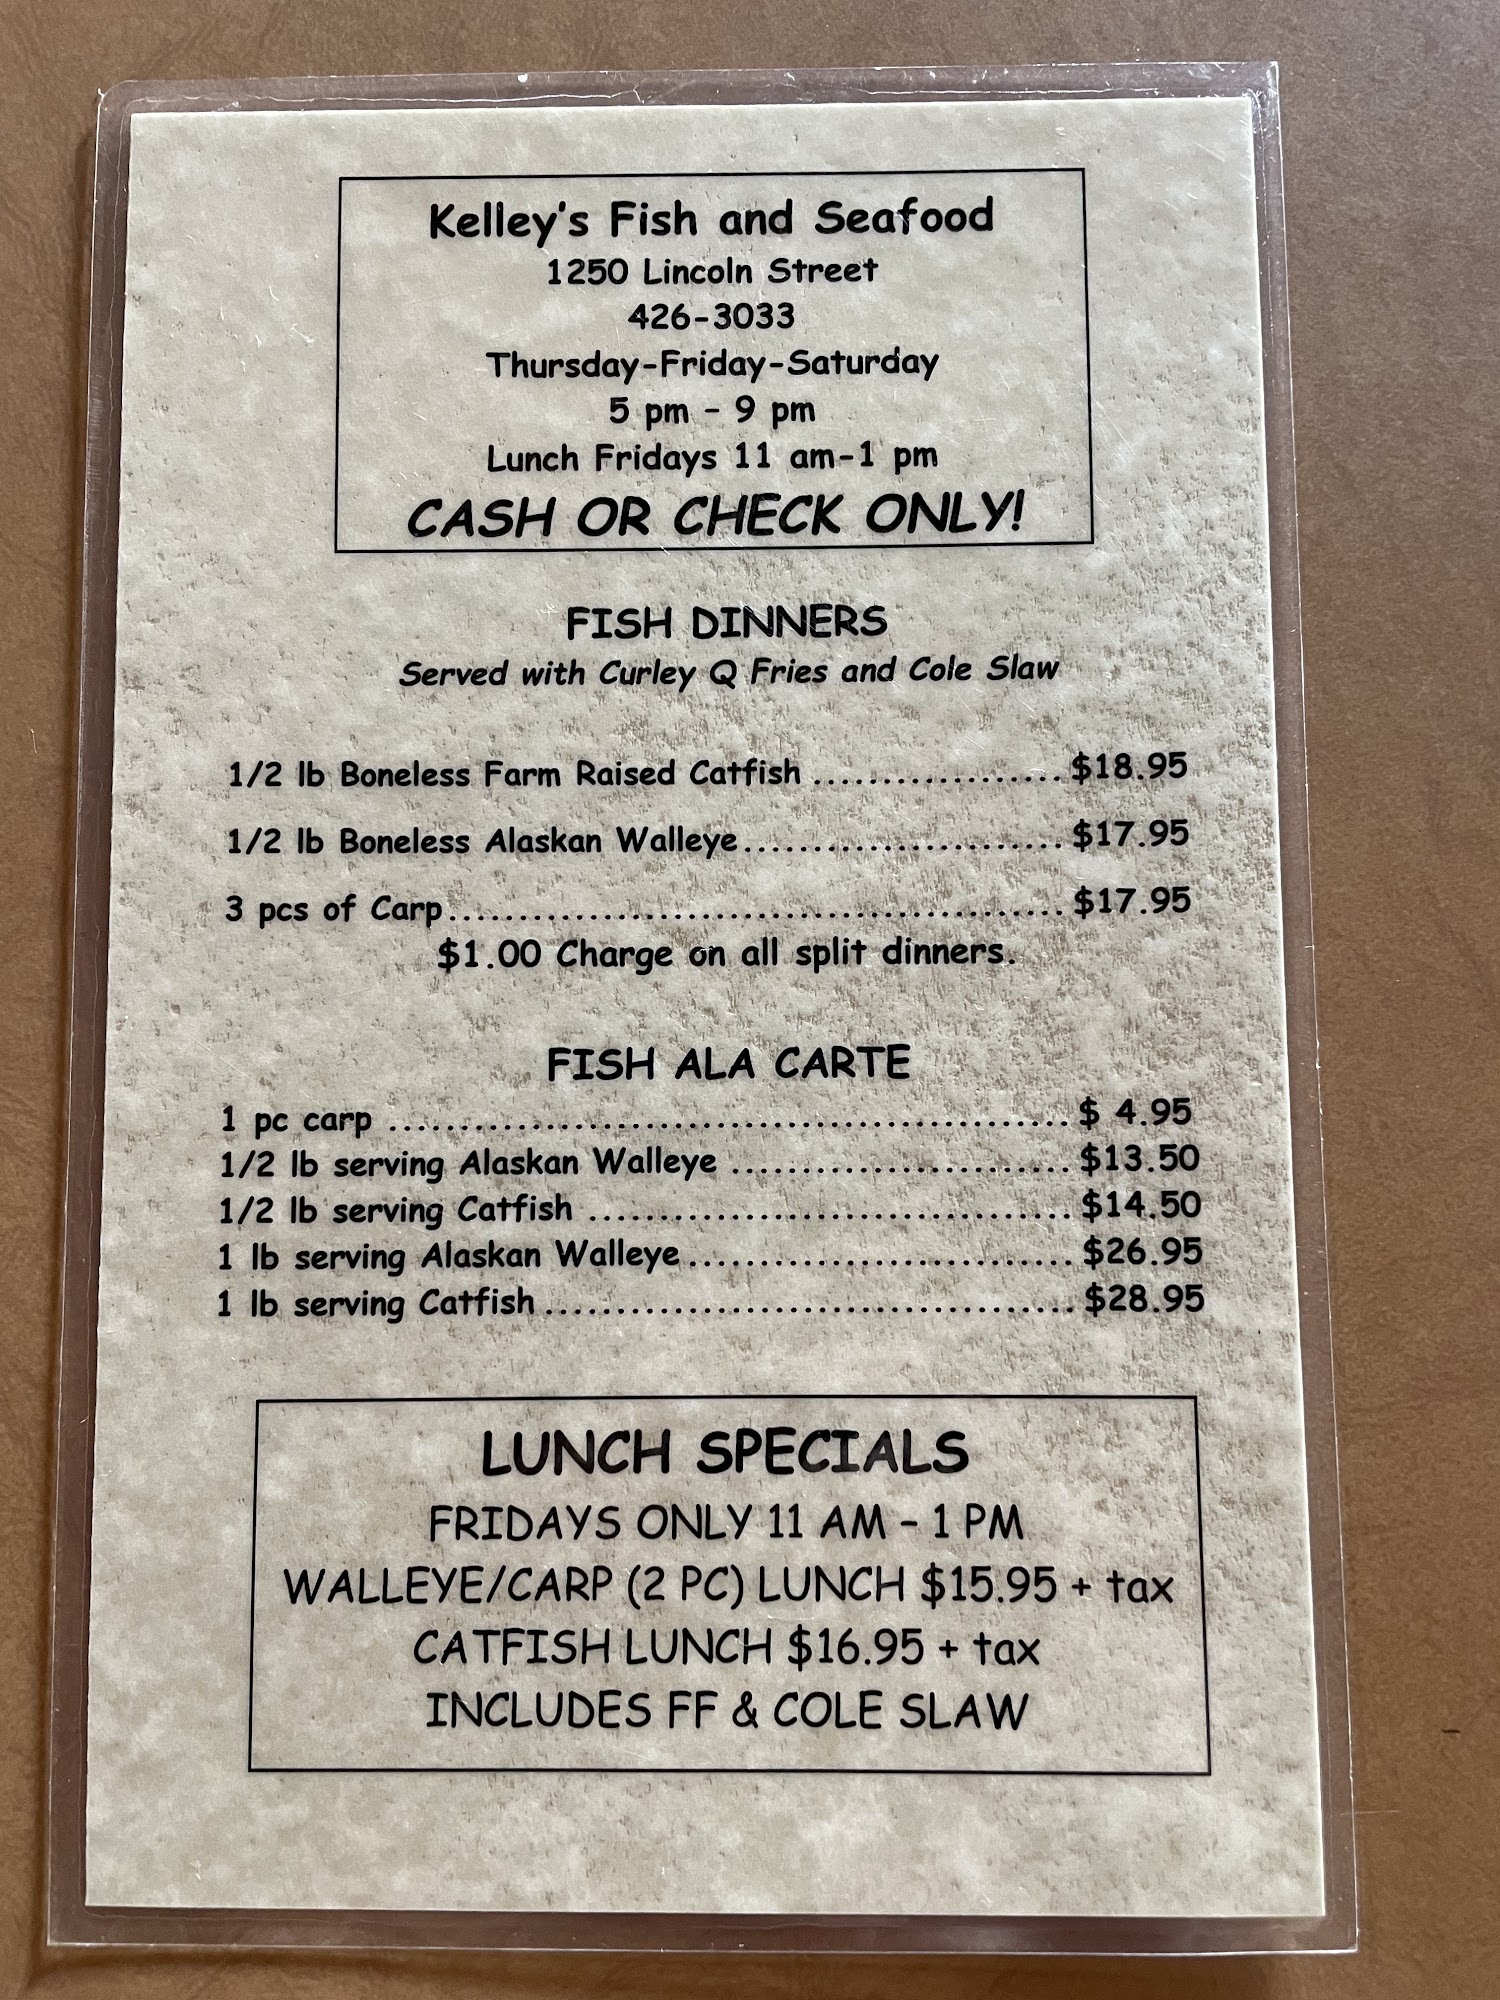 Kelley's Fish and Seafood
1250 Lincoln Street
426-3033
Thursday-Friday-Saturday
5 pm - 9 pm
Lunch Fridays 11 am-1 pm
CASH OR CHECK ONLY!
FISH DINNERS
Served with Curley Q Fries and Cole Slaw
1/2 lb Boneless Farm Raised Catfish ..................$18.95
1/2 lb Boneless Alaskan Walleye.......................$17.95
3 pcs of Carp............................................$17.95
$1.00 Charge on all split dinners.
FISH ALA CARTE
1 pc carp ................................................$ 4.95
1/2 lb serving Alaskan Walleye ........................$13.50
1/2 lb serving Catfish ..................................$14.50
1 lb serving Alaskan Walleye...........................$26.95
1 lb serving Catfish.....................................$28.95
LUNCH SPECIALS
FRIDAYS ONLY 11 AM - 1 PM
WALLEYE/CARP (2 PC) LUNCH $15.95 + tax
CATFISH LUNCH $16.95 + tax
INCLUDES FF & COLE SLAW